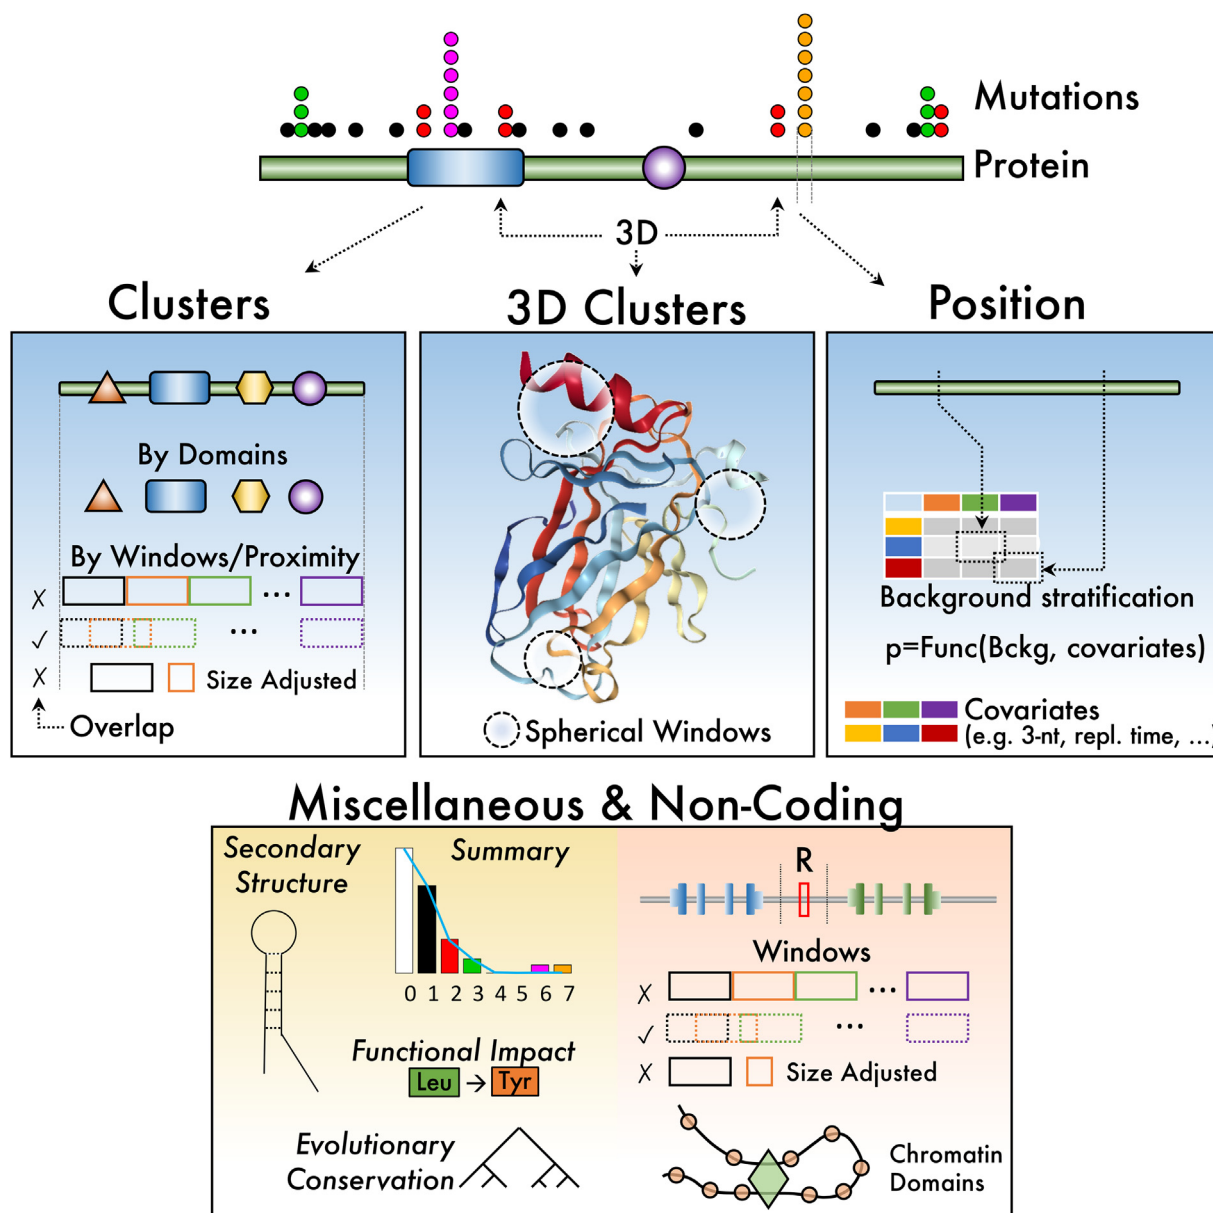 Mutations
Protein
3D
Clusters
3D Clusters
Position
By Domains
By Windows/Proximity
X
...
✓
...
X
Size Adjusted
Overlap
Spherical Windows
Background stratification
p=Func(Bckg, covariates)
Covariates
(e.g. 3-nt, repl. time, ...)
Miscellaneous & Non-Coding
Secondary
Structure
Summary
0 1 2 3 4 5 6 7
Functional Impact
Leu → Tyr
Evolutionary
Conservation
R
Windows
X
...
✓
...
X
Size Adjusted
Chromatin
Domains